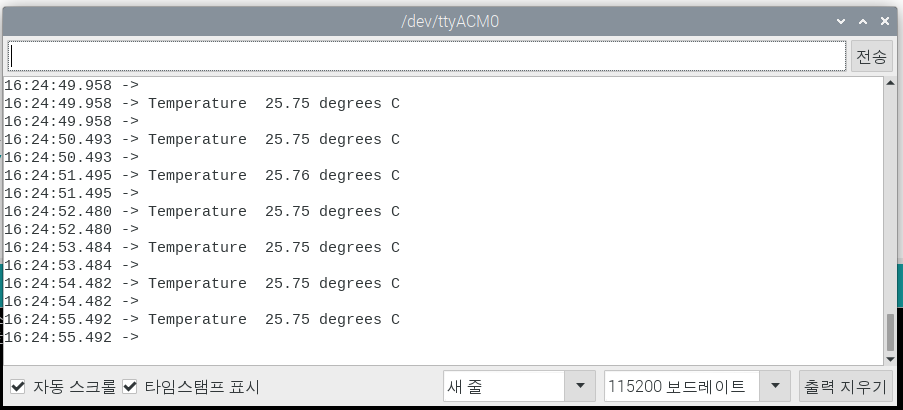 /dev/ttyACM0
전송
16:24:49.958 ->
16:24:49.958 -> Temperature  25.75 degrees C
16:24:49.958 ->
16:24:50.493 -> Temperature  25.75 degrees C
16:24:50.493 ->
16:24:51.495 -> Temperature  25.76 degrees C
16:24:51.495 ->
16:24:52.480 -> Temperature  25.75 degrees C
16:24:52.480 ->
16:24:53.484 -> Temperature  25.75 degrees C
16:24:53.484 ->
16:24:54.482 -> Temperature  25.75 degrees C
16:24:54.482 ->
16:24:55.492 -> Temperature  25.75 degrees C
16:24:55.492 ->
자동 스크롤 타임스탬프 표시 새 줄 115200 보드레이트 출력 지우기